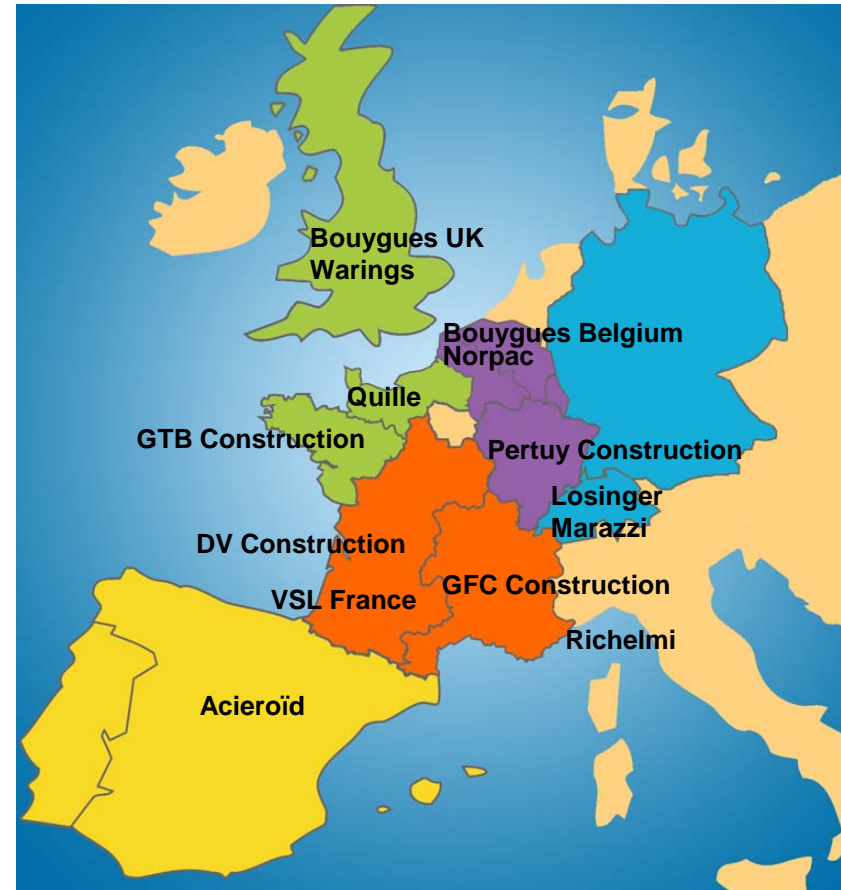 Bouygues UK
Warings
Bouygues Belgium
Norpac
Quille
GTB Construction
Pertuy Construction
Losinger
Marazzi
DV Construction
GFC Construction
VSL France
Richelmi
Acieroïd